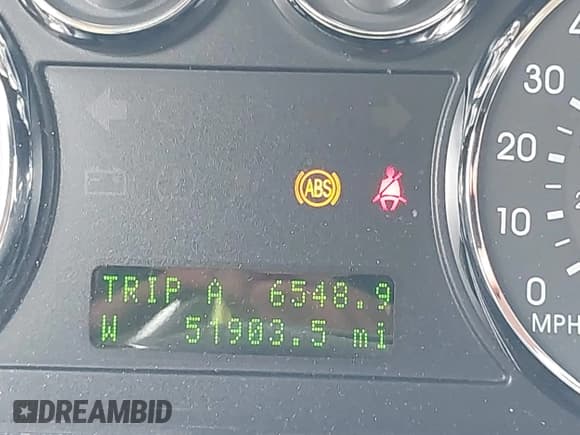 30
20
10
0
MPH
ABS
TRIP A 6548.9
W 51903.5 mi
DREAMBID